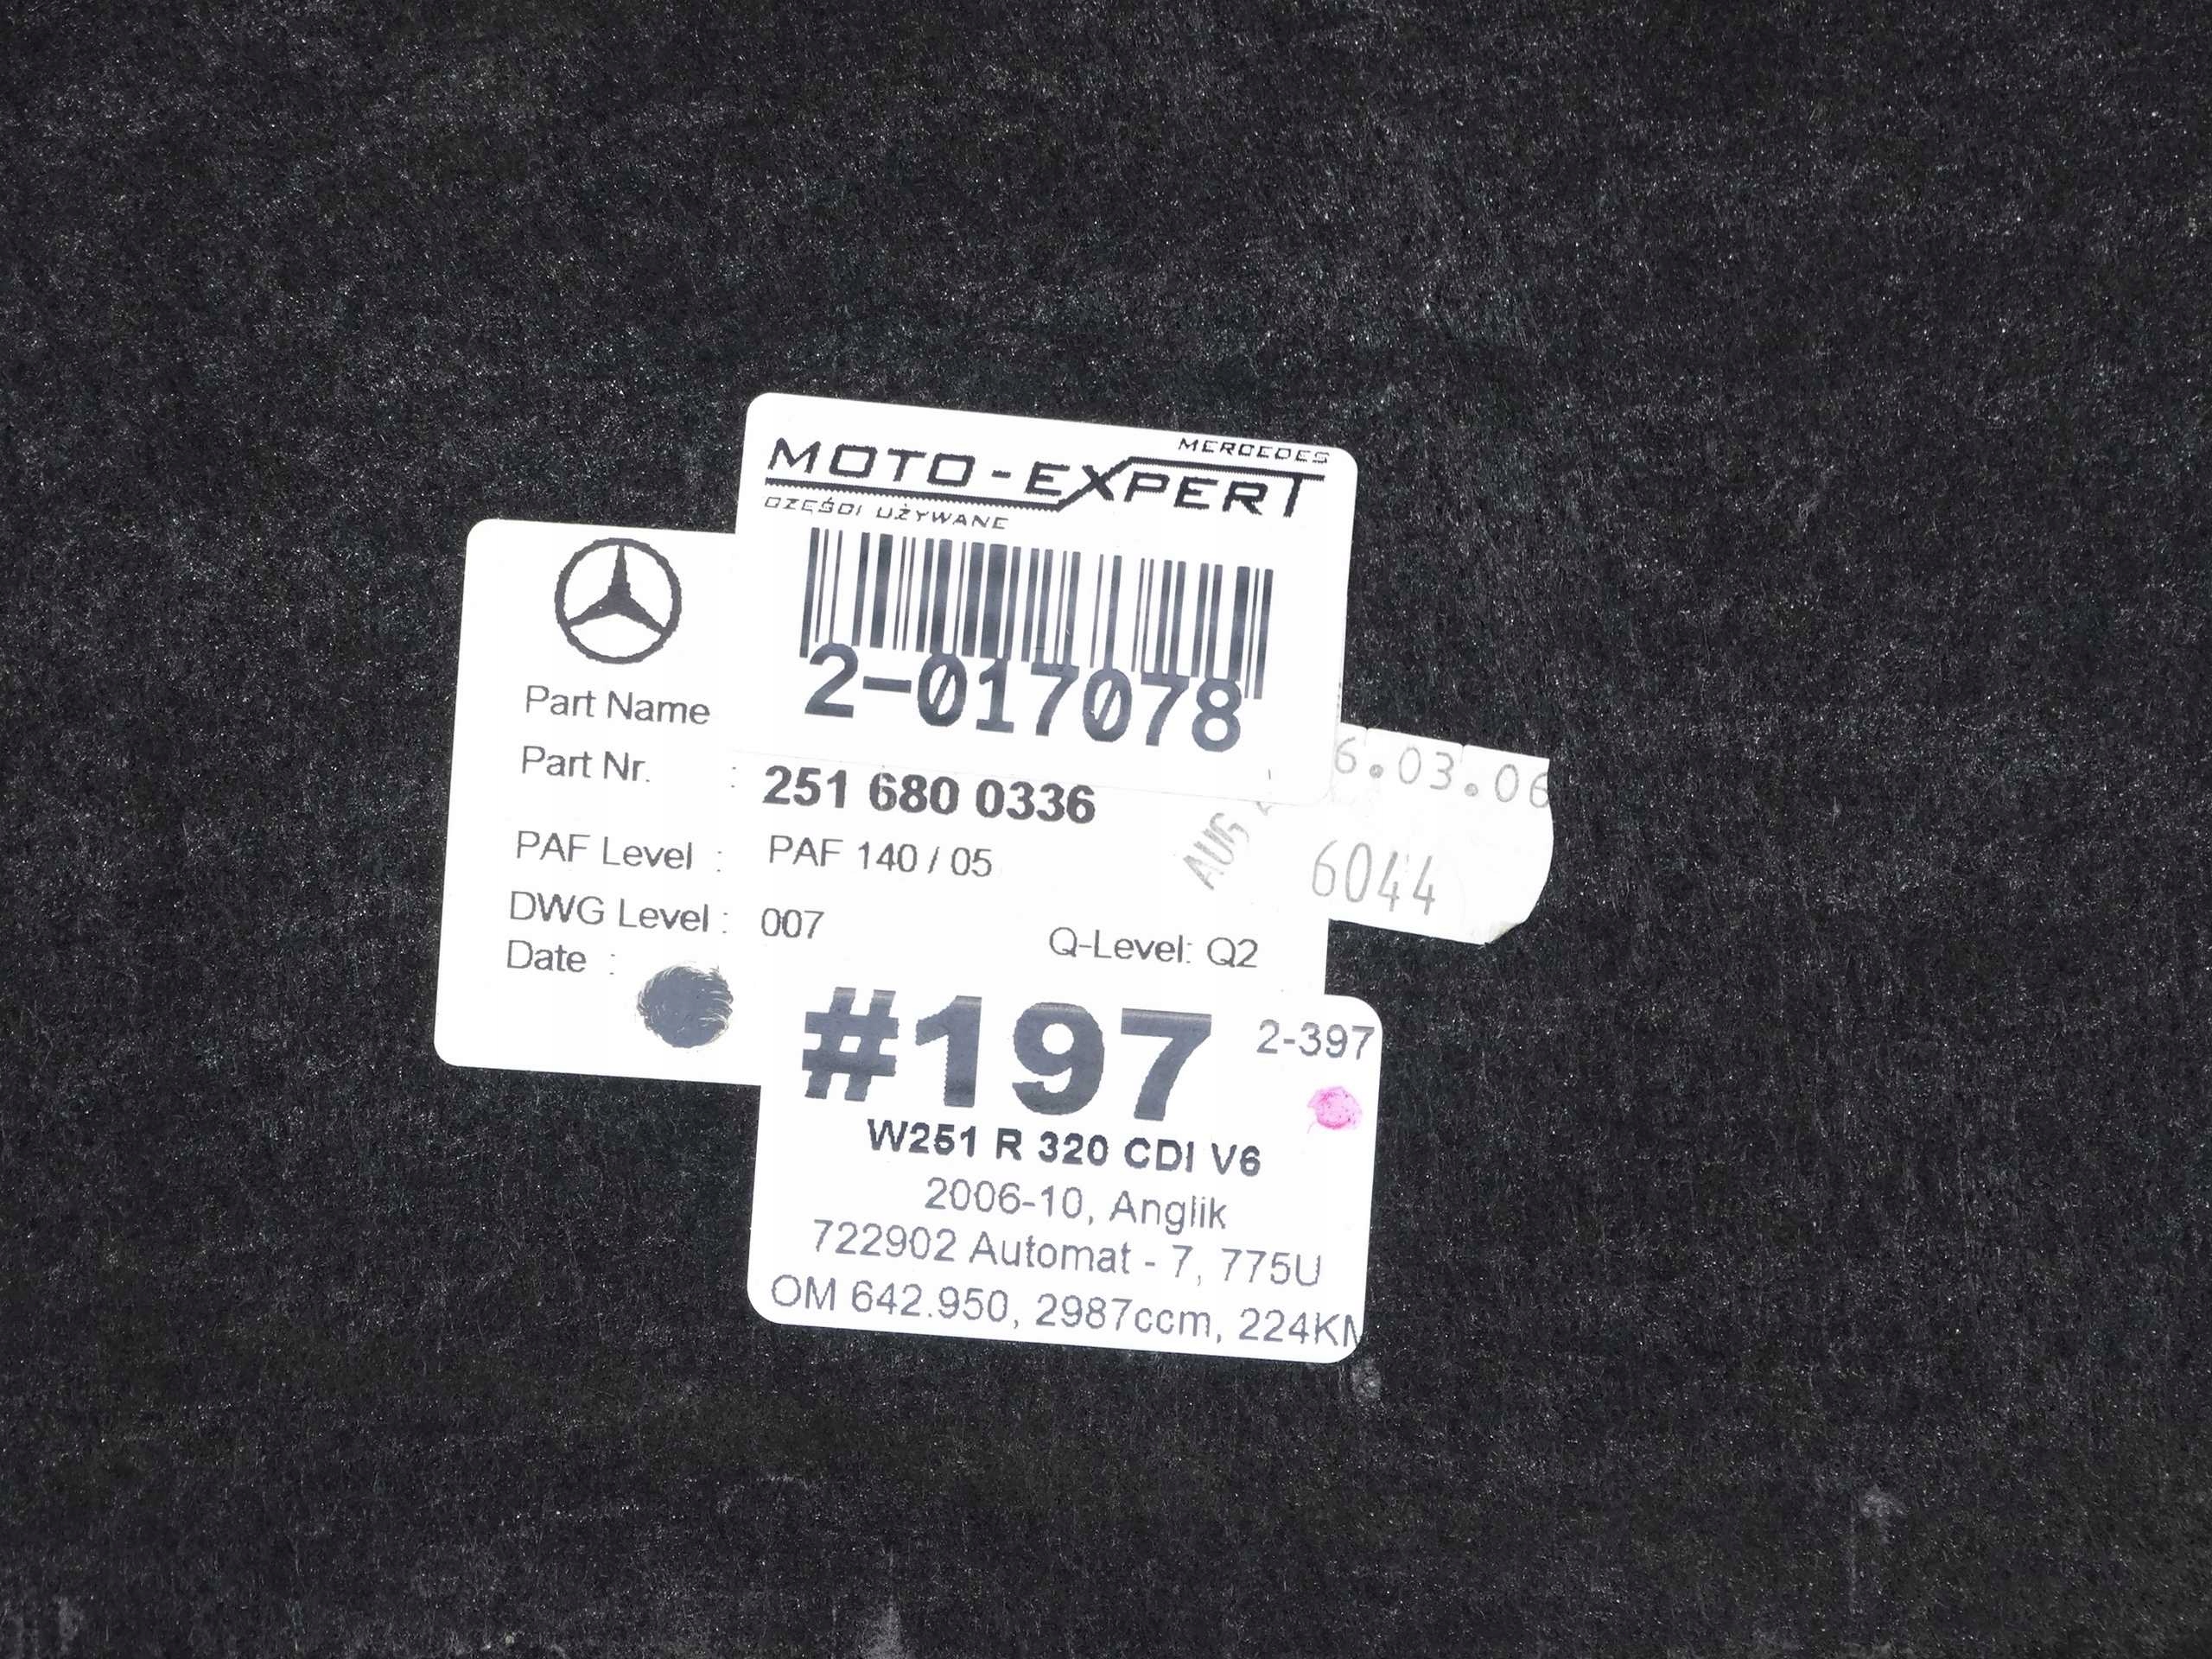 MERCEDES
MOTO-EXPERT
CZĘŚCI UŻYWANE
2-017078
Part Name
Part Nr. : 251 680 0336
PAF Level : PAF 140 / 05
DWG Level : 007
Q-Level: Q2
Date :
AUG
6.03.06
6044
#197
2-397
W251 R 320 CDI V6
2006-10, Anglik
722902 Automat - 7, 775U
OM 642.950, 2987ccm, 224KM